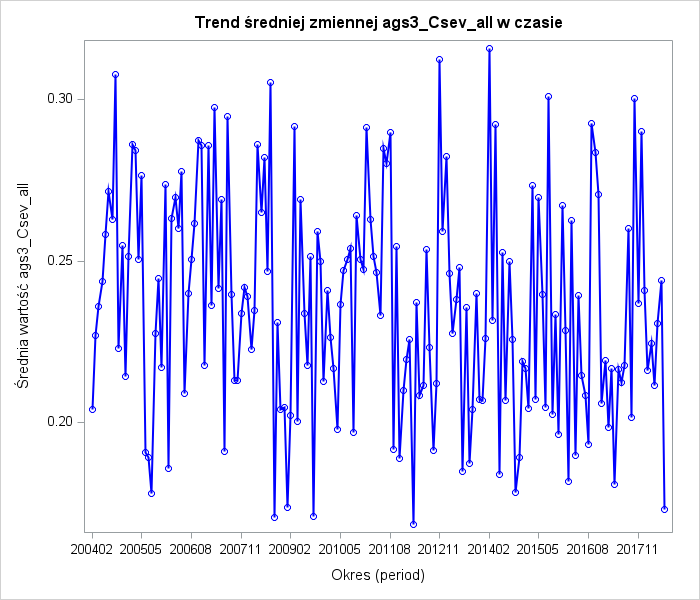 Trend średniej zmiennej ags3_Csev_all w czasie
Średnia wartość ags3_Csev_all
0.30
0.25
0.20
200402 200505 200608 200711 200902 201005 201108 201211 201402 201505 201608 201711
Okres (period)